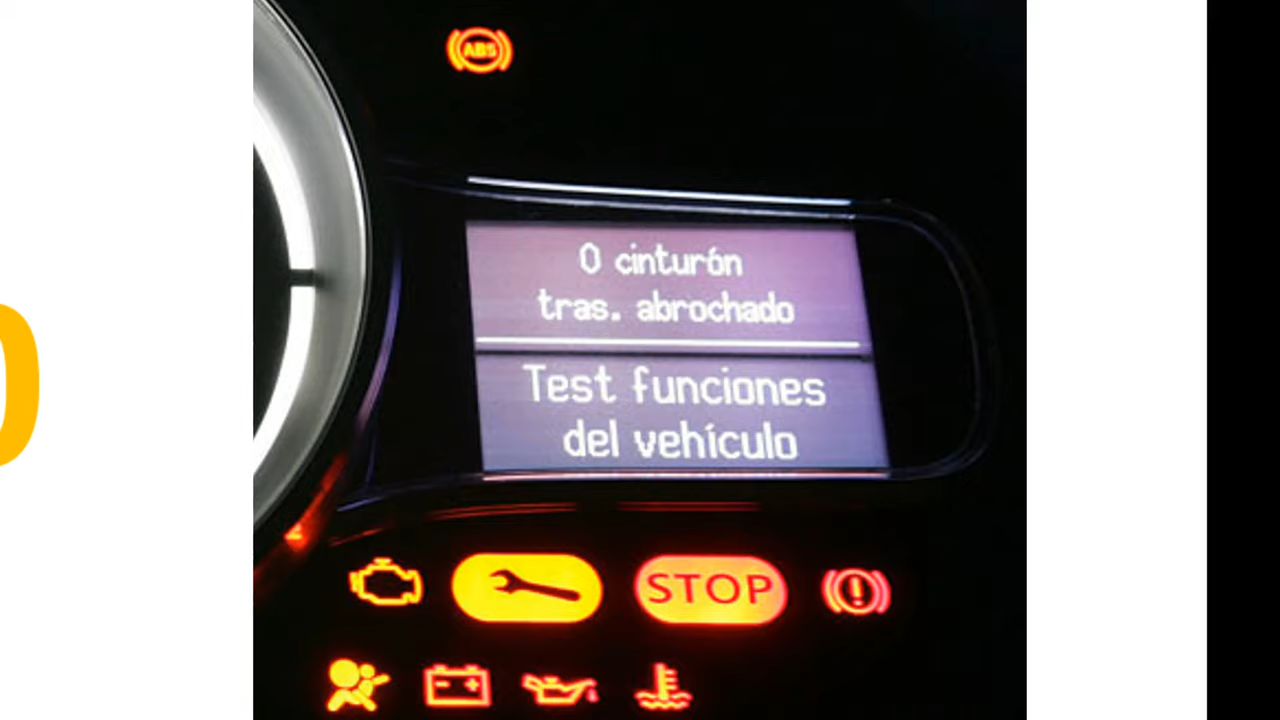 ABS
0 cinturón
tras. abrochado
Test funciones
del vehículo
STOP